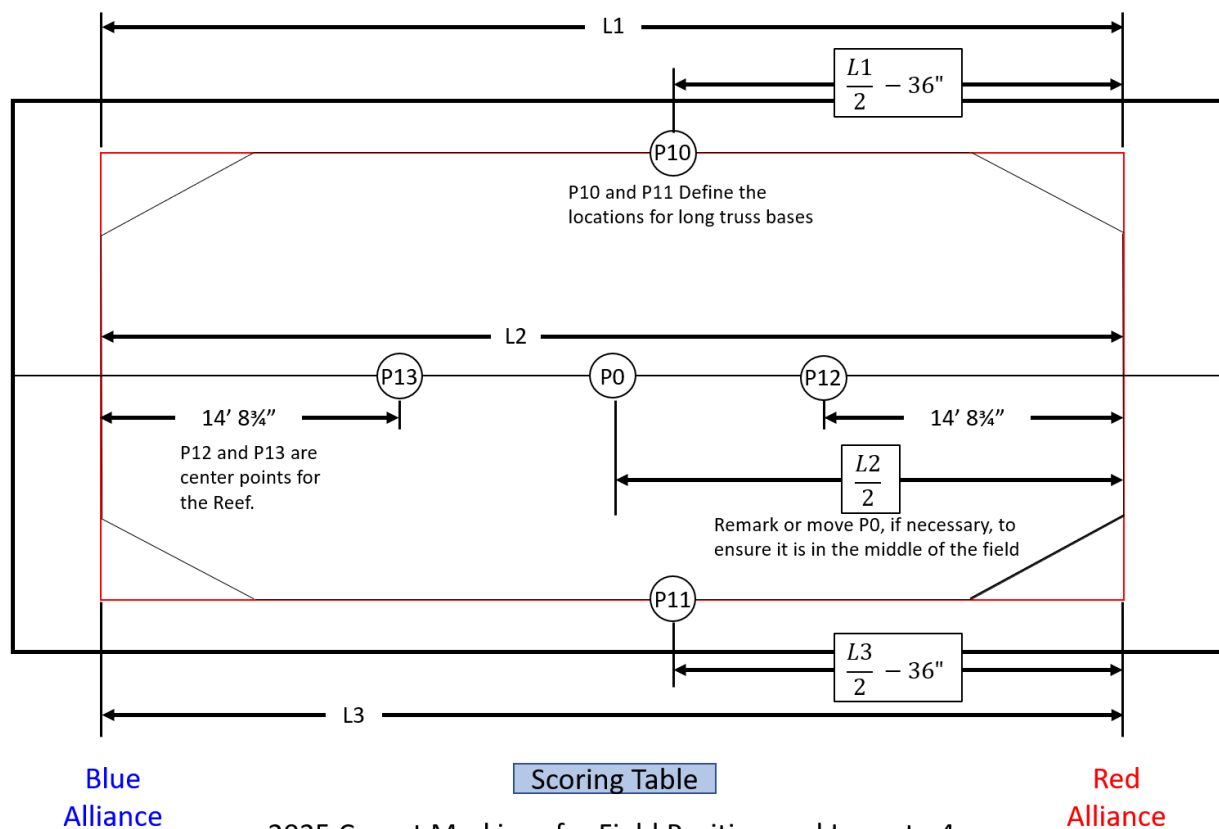 L1
L1/2 − 36"
P10
P10 and P11 Define the
locations for long truss bases
L2
P13
P0
P12
14' 8¾”
14' 8¾”
P12 and P13 are
center points for
the Reef.
L2/2
Remark or move P0, if necessary, to
ensure it is in the middle of the field
P11
L3/2 − 36"
L3
Blue
Alliance
Scoring Table
Red
Alliance